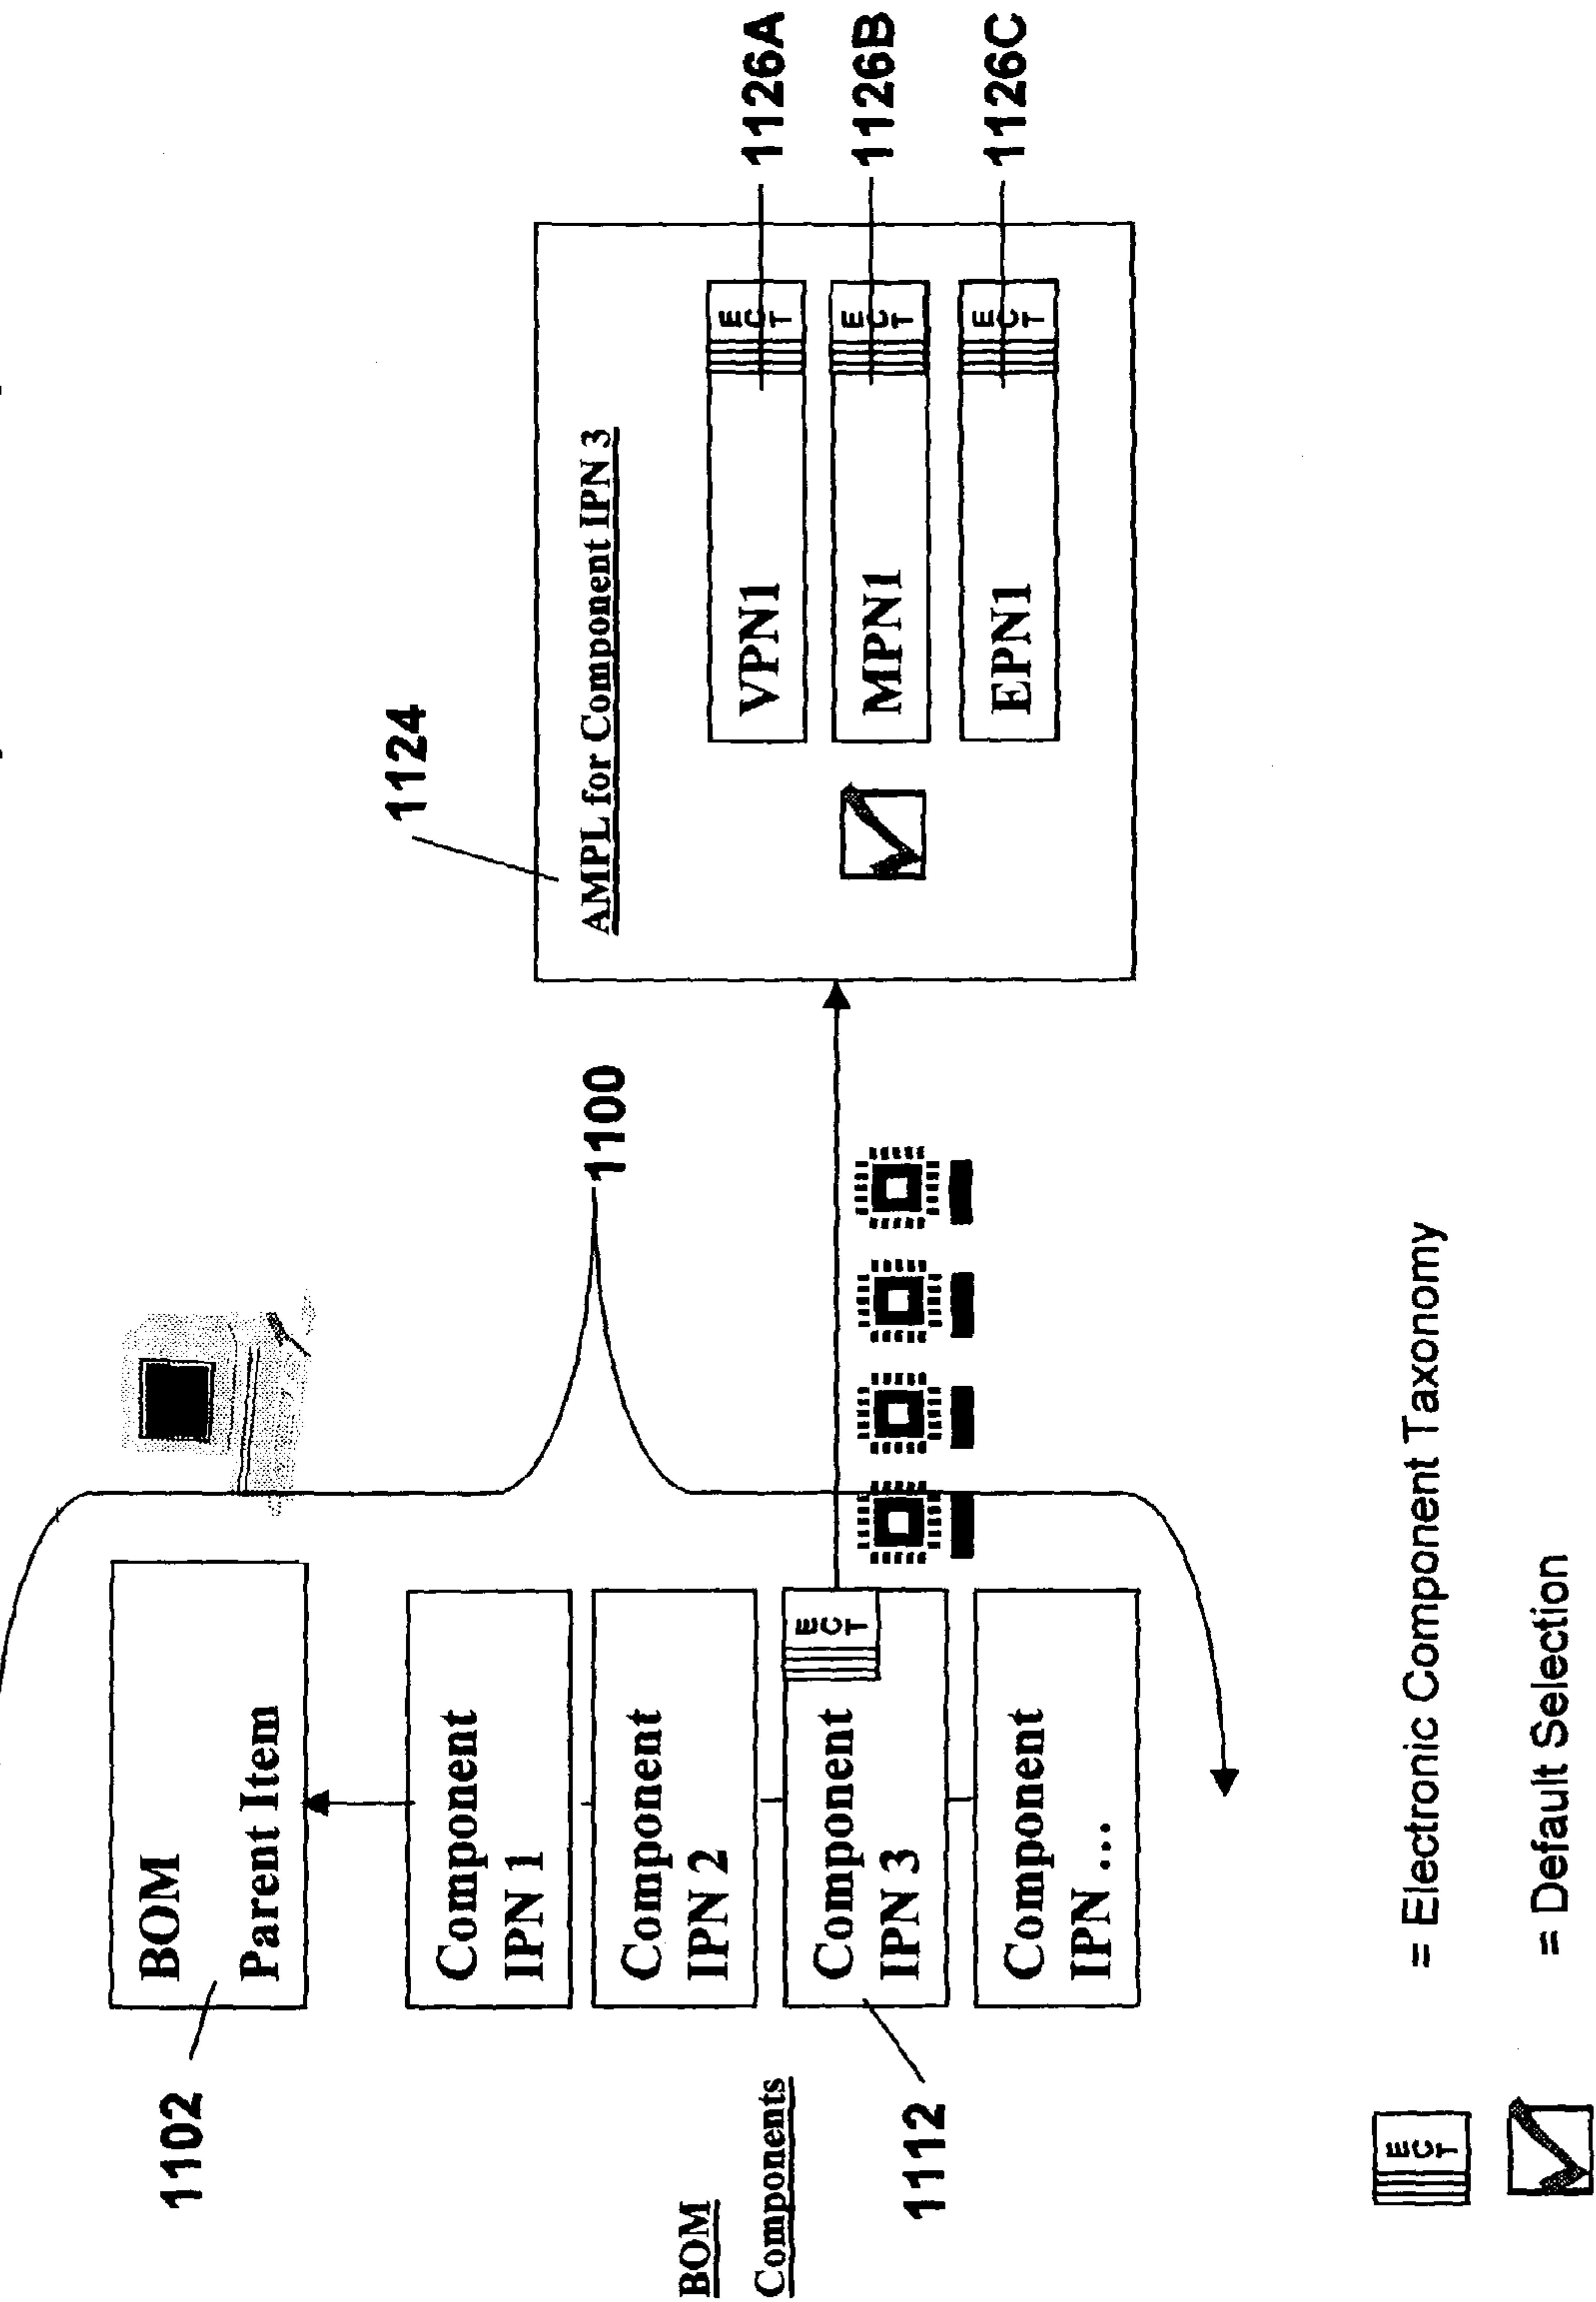 1102
BOM
Parent Item
BOM
Components
Component
IPN 1
Component
IPN 2
Component
IPN 3
E
C
T
Component
IPN ...
1112
1100
1124
AMPL for Component IPN 3
VPN1
E
C
T
1126A
MPN1
E
C
T
1126B
EPN1
E
C
T
1126C
E
C
T
= Electronic Component Taxonomy
= Default Selection